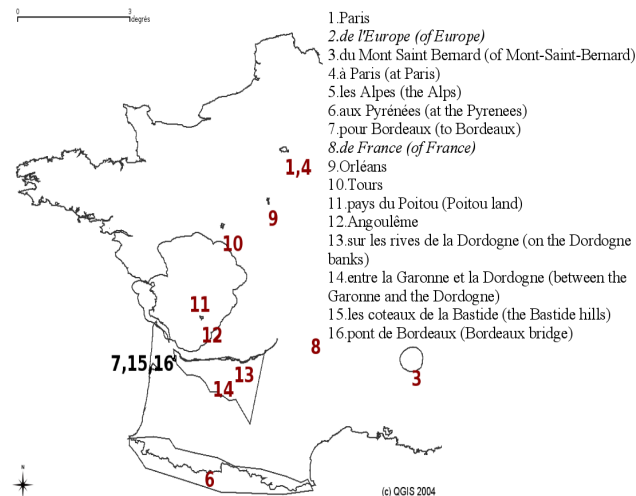 0 3
degrés
1.Paris
2.de l'Europe (of Europe)
3.du Mont Saint Bernard (of Mont-Saint-Bernard)
4.à Paris (at Paris)
5.les Alpes (the Alps)
6.aux Pyrénées (at the Pyrenees)
7.pour Bordeaux (to Bordeaux)
8.de France (of France)
9.Orléans
10.Tours
11.pays du Poitou (Poitou land)
12.Angoulême
13.sur les rives de la Dordogne (on the Dordogne
banks)
14.entre la Garonne et la Dordogne (between the
Garonne and the Dordogne)
15.les coteaux de la Bastide (the Bastide hills)
16.pont de Bordeaux (Bordeaux bridge)
1,4
9
10
11
12
8
7,15,16
13
3
14
6
N
(c) QGIS 2004